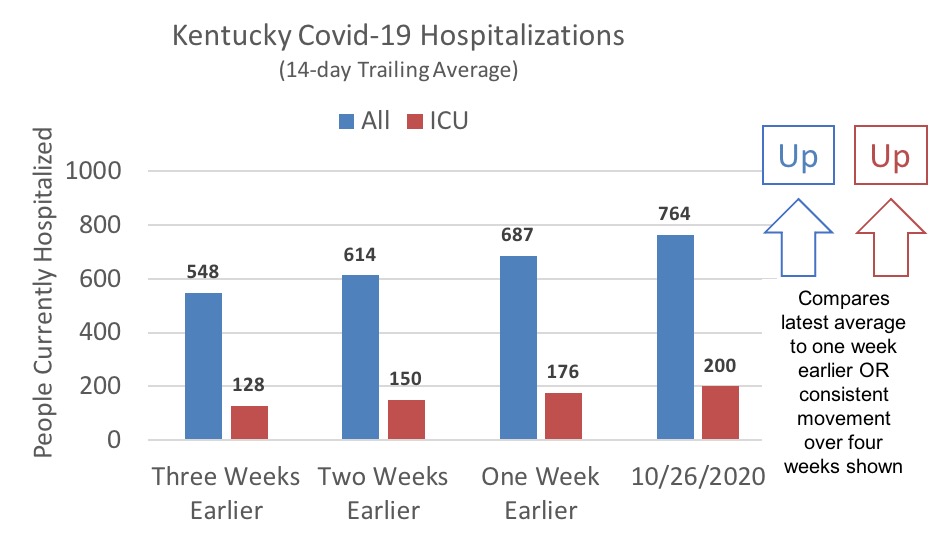 Kentucky Covid-19 Hospitalizations
(14-day Trailing Average)
All ICU
People Currently Hospitalized
1000
800
600
400
200
0
548
128
614
150
687
176
764
200
Three Weeks
Earlier
Two Weeks
Earlier
One Week
Earlier
10/26/2020
Up
Up
Compares
latest average
to one week
earlier OR
consistent
movement
over four
weeks shown